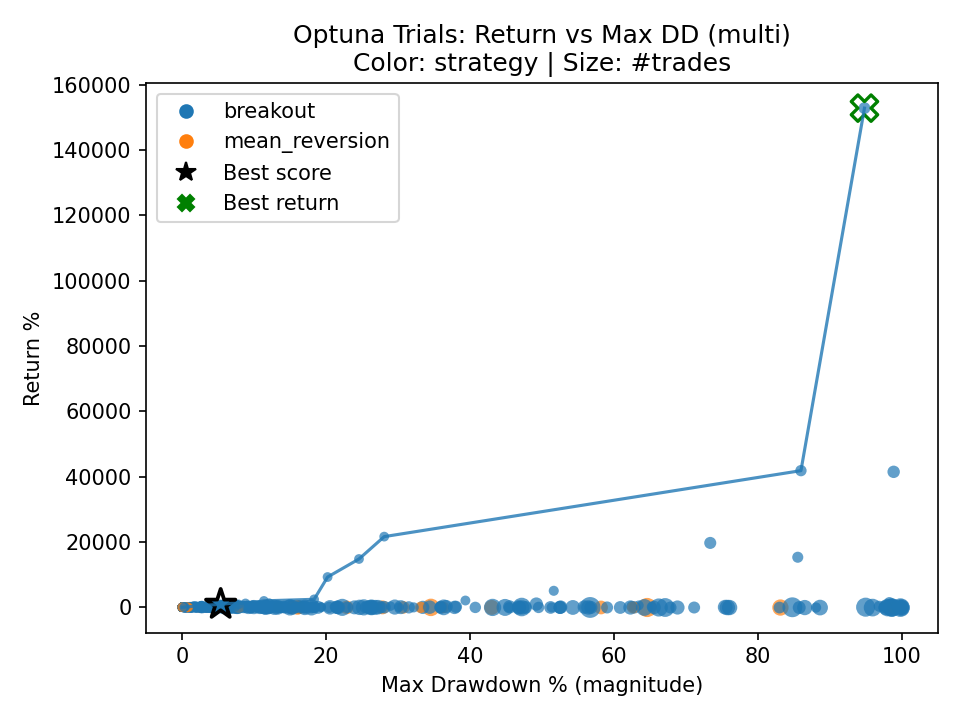 Optuna Trials: Return vs Max DD (multi)
Color: strategy | Size: #trades
breakout
mean_reversion
Best score
Best return
Return %
160000
140000
120000
100000
80000
60000
40000
20000
0
0
20
40
60
80
100
Max Drawdown % (magnitude)